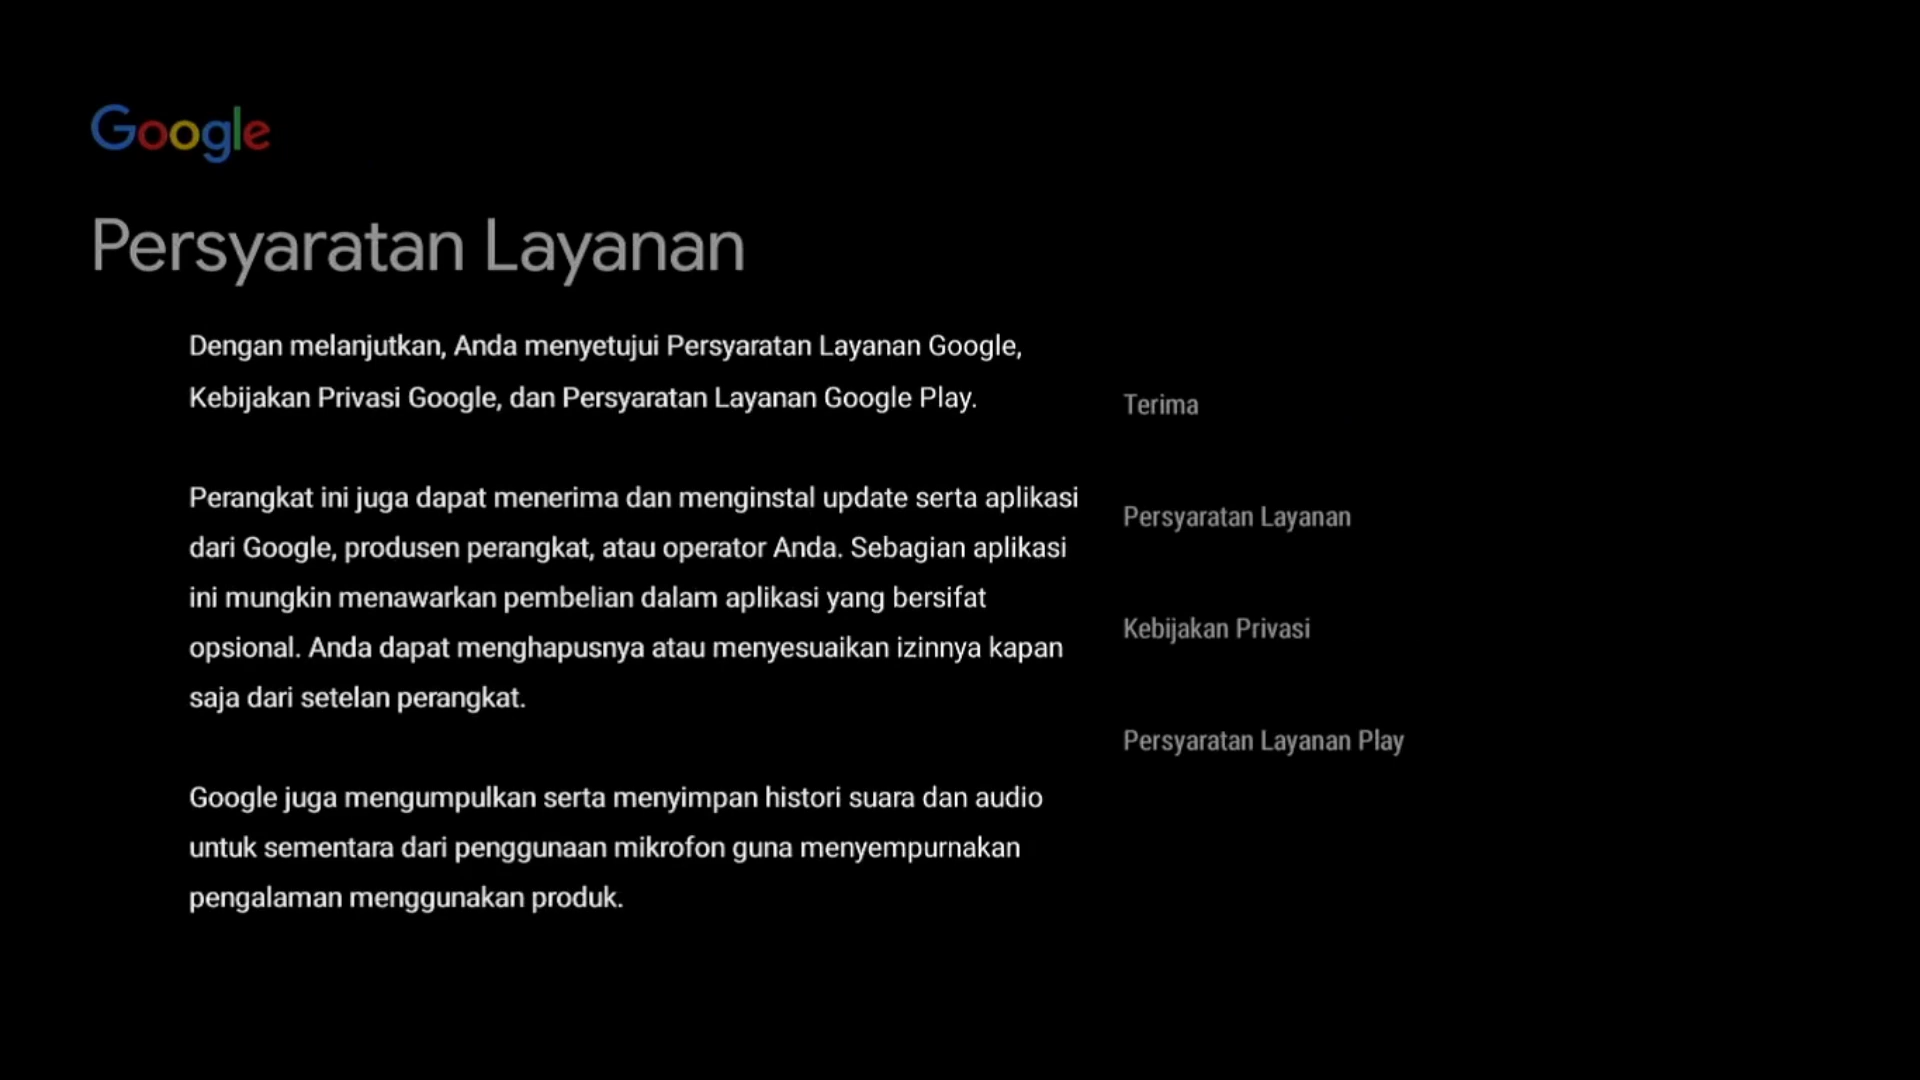 Google
Persyaratan Layanan
Dengan melanjutkan, Anda menyetujui Persyaratan Layanan Google,
Kebijakan Privasi Google, dan Persyaratan Layanan Google Play.
Perangkat ini juga dapat menerima dan menginstal update serta aplikasi
dari Google, produsen perangkat, atau operator Anda. Sebagian aplikasi
ini mungkin menawarkan pembelian dalam aplikasi yang bersifat
opsional. Anda dapat menghapusnya atau menyesuaikan izinnya kapan
saja dari setelan perangkat.
Google juga mengumpulkan serta menyimpan histori suara dan audio
untuk sementara dari penggunaan mikrofon guna menyempurnakan
pengalaman menggunakan produk.
Terima
Persyaratan Layanan
Kebijakan Privasi
Persyaratan Layanan Play